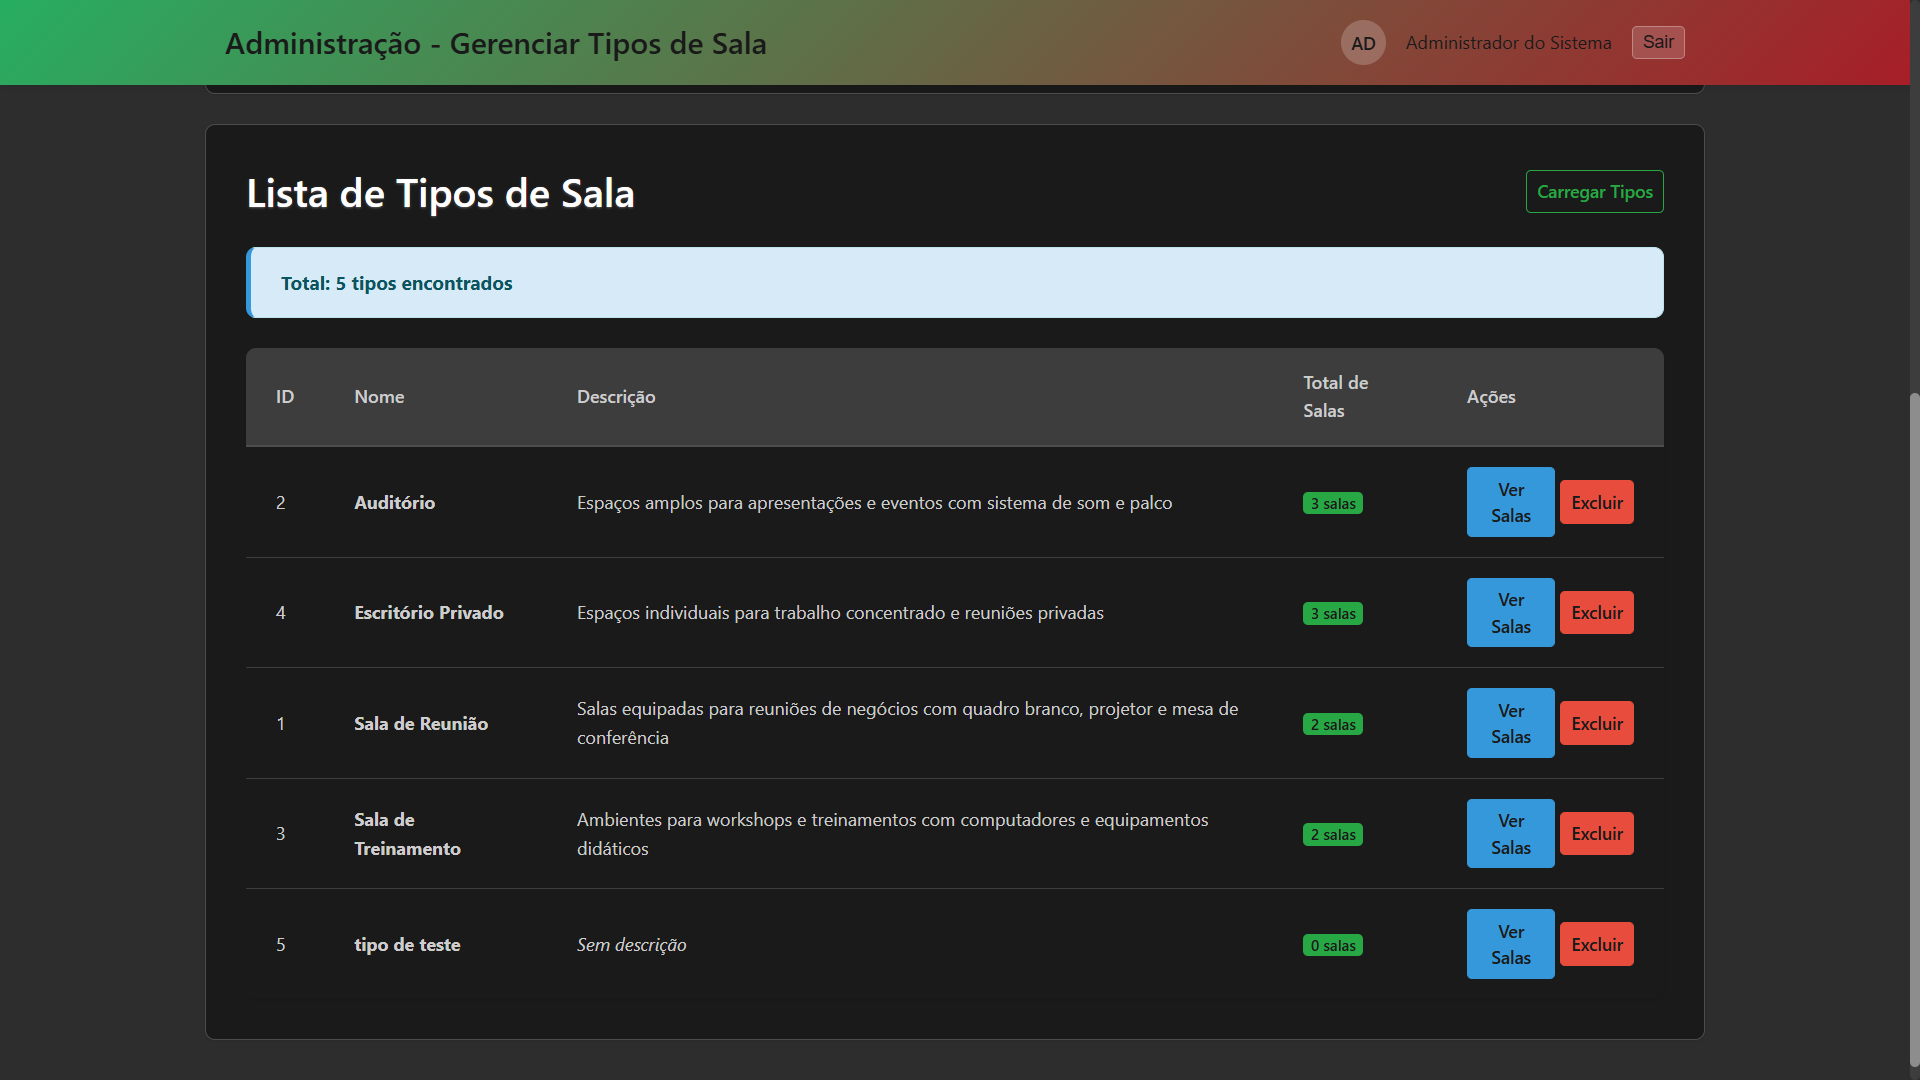 Administração - Gerenciar Tipos de Sala
AD Administrador do Sistema Sair
Lista de Tipos de Sala
Carregar Tipos
Total: 5 tipos encontrados
ID Nome Descrição Total de Salas Ações
2 Auditório Espaços amplos para apresentações e eventos com sistema de som e palco 3 salas Ver Salas Excluir
4 Escritório Privado Espaços individuais para trabalho concentrado e reuniões privadas 3 salas Ver Salas Excluir
1 Sala de Reunião Salas equipadas para reuniões de negócios com quadro branco, projetor e mesa de conferência 2 salas Ver Salas Excluir
3 Sala de Treinamento Ambientes para workshops e treinamentos com computadores e equipamentos didáticos 2 salas Ver Salas Excluir
5 tipo de teste Sem descrição 0 salas Ver Salas Excluir